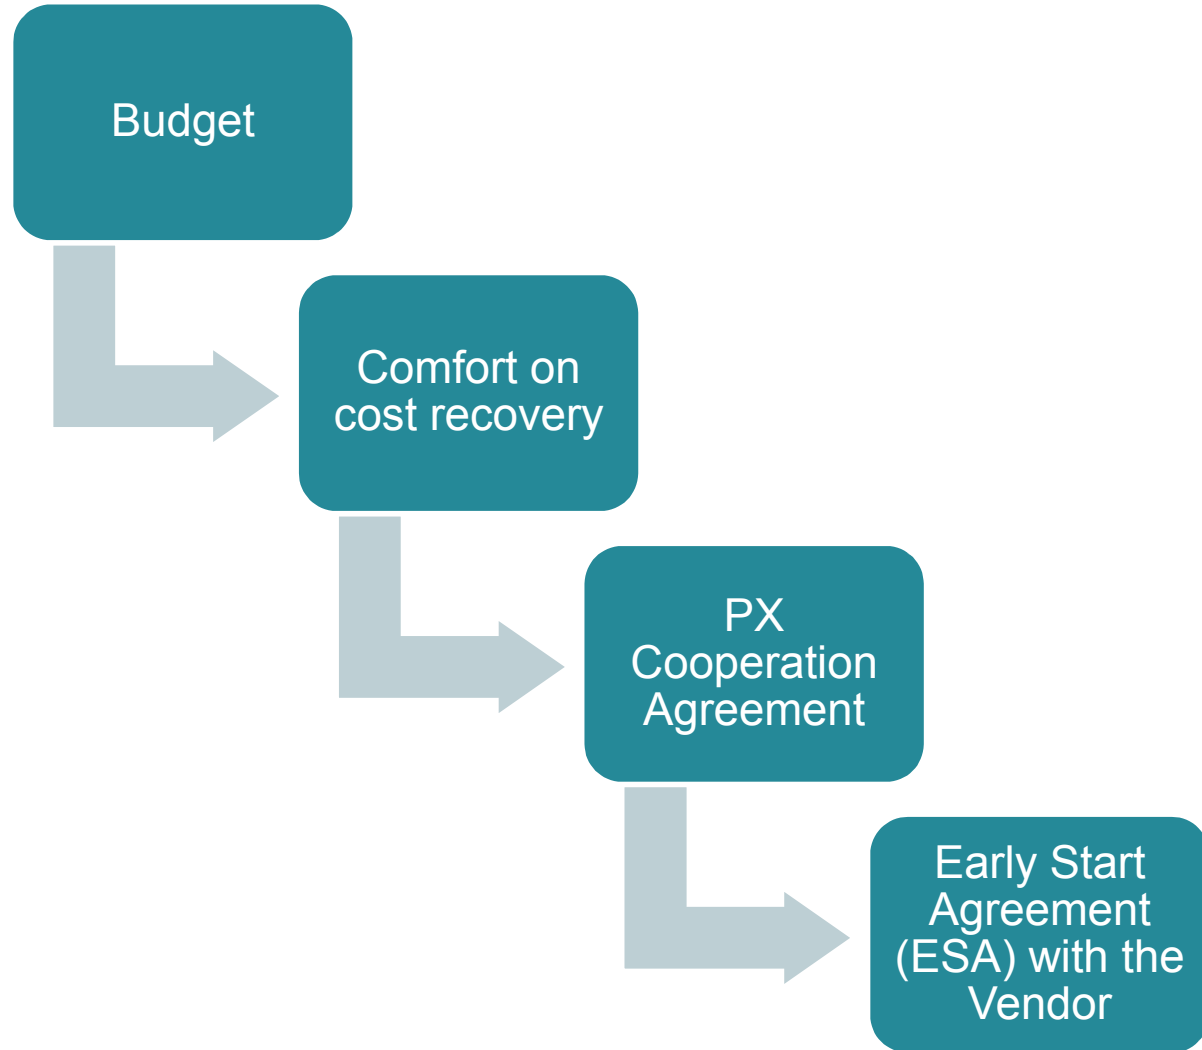 Budget
Comfort on
cost recovery
PX
Cooperation
Agreement
Early Start
Agreement
(ESA) with the
Vendor